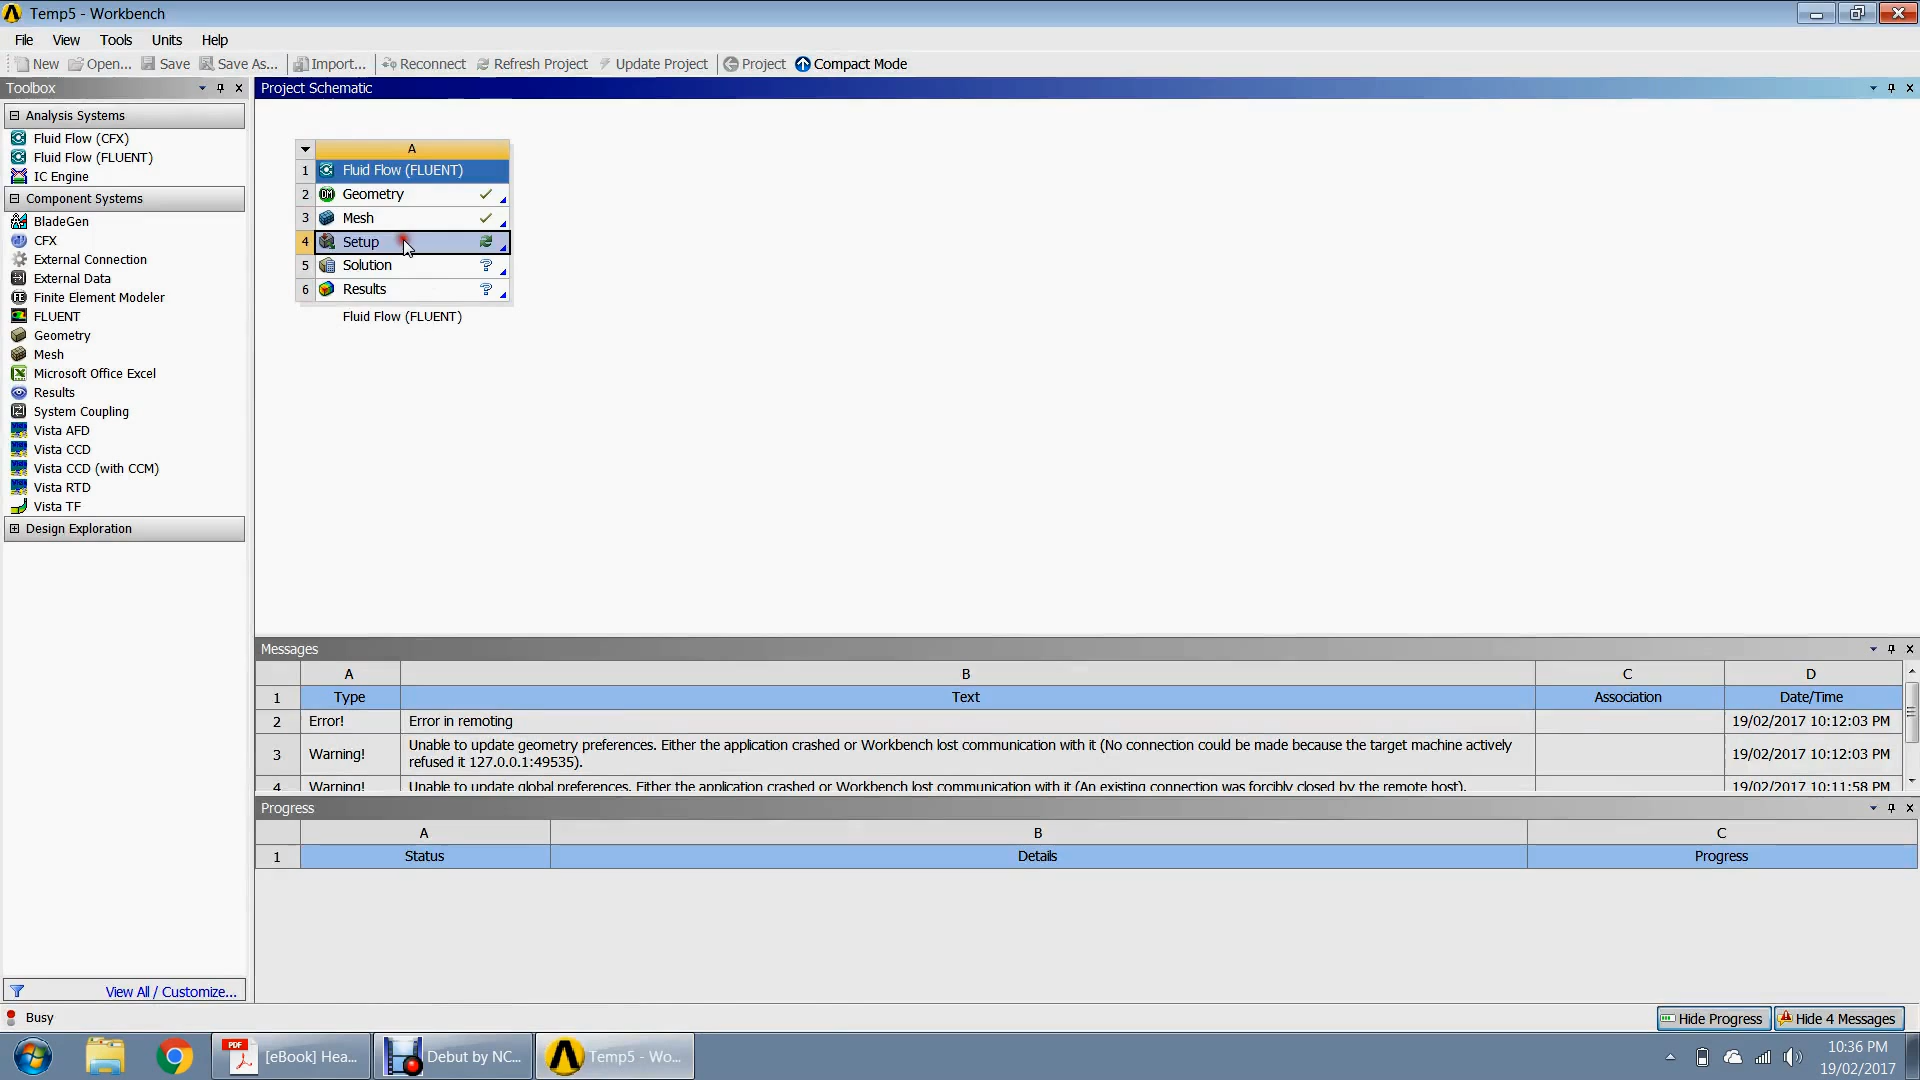 Temp5 - Workbench
File View Tools Units Help
New Open... Save Save As... Import... Reconnect Refresh Project Update Project Project Compact Mode
Toolbox
Project Schematic
Analysis Systems
Fluid Flow (CFX)
Fluid Flow (FLUENT)
IC Engine
Component Systems
BladeGen
CFX
External Connection
External Data
Finite Element Modeler
FLUENT
Geometry
Mesh
Microsoft Office Excel
Results
System Coupling
Vista AFD
Vista CCD
Vista CCD (with CCM)
Vista RTD
Vista TF
Design Exploration
View All / Customize...
A
1 Fluid Flow (FLUENT)
2 DM Geometry
3 Mesh
4 Setup
5 Solution ?
6 Results ?
Fluid Flow (FLUENT)
Messages
A B C D
1 Type Text Association Date/Time
2 Error! Error in remoting 19/02/2017 10:12:03 PM
3 Warning! Unable to update geometry preferences. Either the application crashed or Workbench lost communication with it (No connection could be made because the target machine actively
refused it 127.0.0.1:49535). 19/02/2017 10:12:03 PM
4 Warning! Unable to update global preferences. Either the application crashed or Workbench lost communication with it (An existing connection was forcibly closed by the remote host). 19/02/2017 10:11:58 PM
Progress
A B C
1 Status Details Progress
Busy
Hide Progress Hide 4 Messages
PDF [eBook] Hea... Debut by NC... Temp5 - Wo...
10:36 PM
19/02/2017